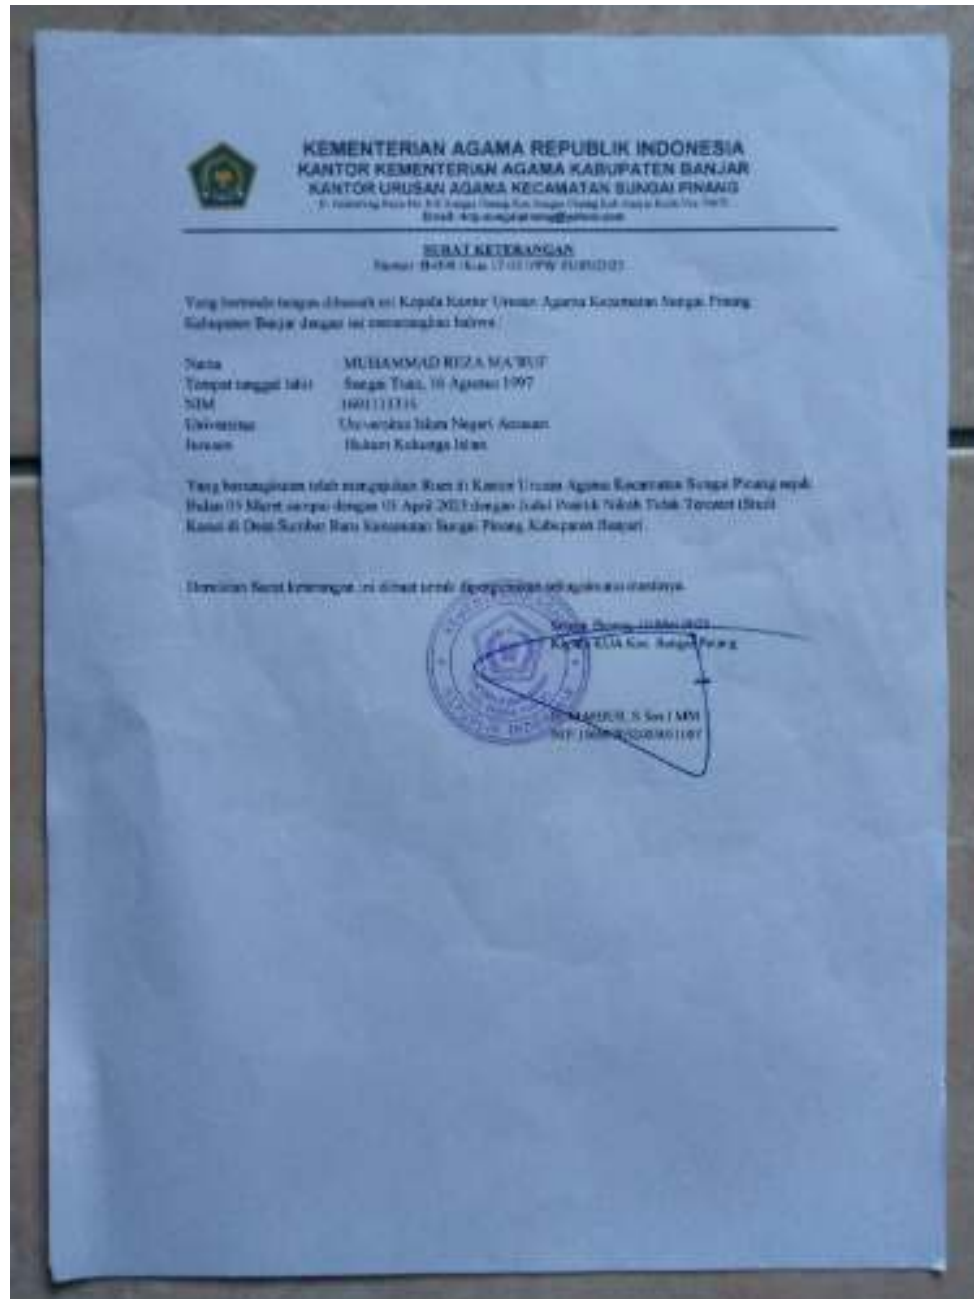 KEMENTERIAN AGAMA REPUBLIK INDONESIA
KANTOR KEMENTERIAN AGAMA KABUPATEN BANJAR
KANTOR URUSAN AGAMA KECAMATAN SUNGAI PINANG
SURAT KETERANGAN
Nomor
Yang bertanda tangan dibawah ini Kepala Kantor Urusan Agama Kecamatan Sungai Pinang
Kabupaten Banjar dengan ini menerangkan bahwa :
Nama MUHAMMAD REZA MA'RUF
Tempat tanggal lahir Sungai 16 Agustus 1997
NIM
Universitas Universitas Islam Negeri Antasari
Jurusan Hukum Keluarga Islam
Yang bersangkutan telah mengajukan Riset di Kantor Urusan Agama Kecamatan Sungai Pinang sejak
Bulan 03 Maret sampai dengan 03 April 2023 dengan Judul Praktik Nikah Tidak Tercatat (Studi
Kasus di Desa Sumber Baru Kecamatan Sungai Pinang Kabupaten Banjar)
Demikian Surat keterangan ini dibuat untuk dipergunakan sebagaimana mestinya.
Kepala KUA Kec. Sungai Pinang